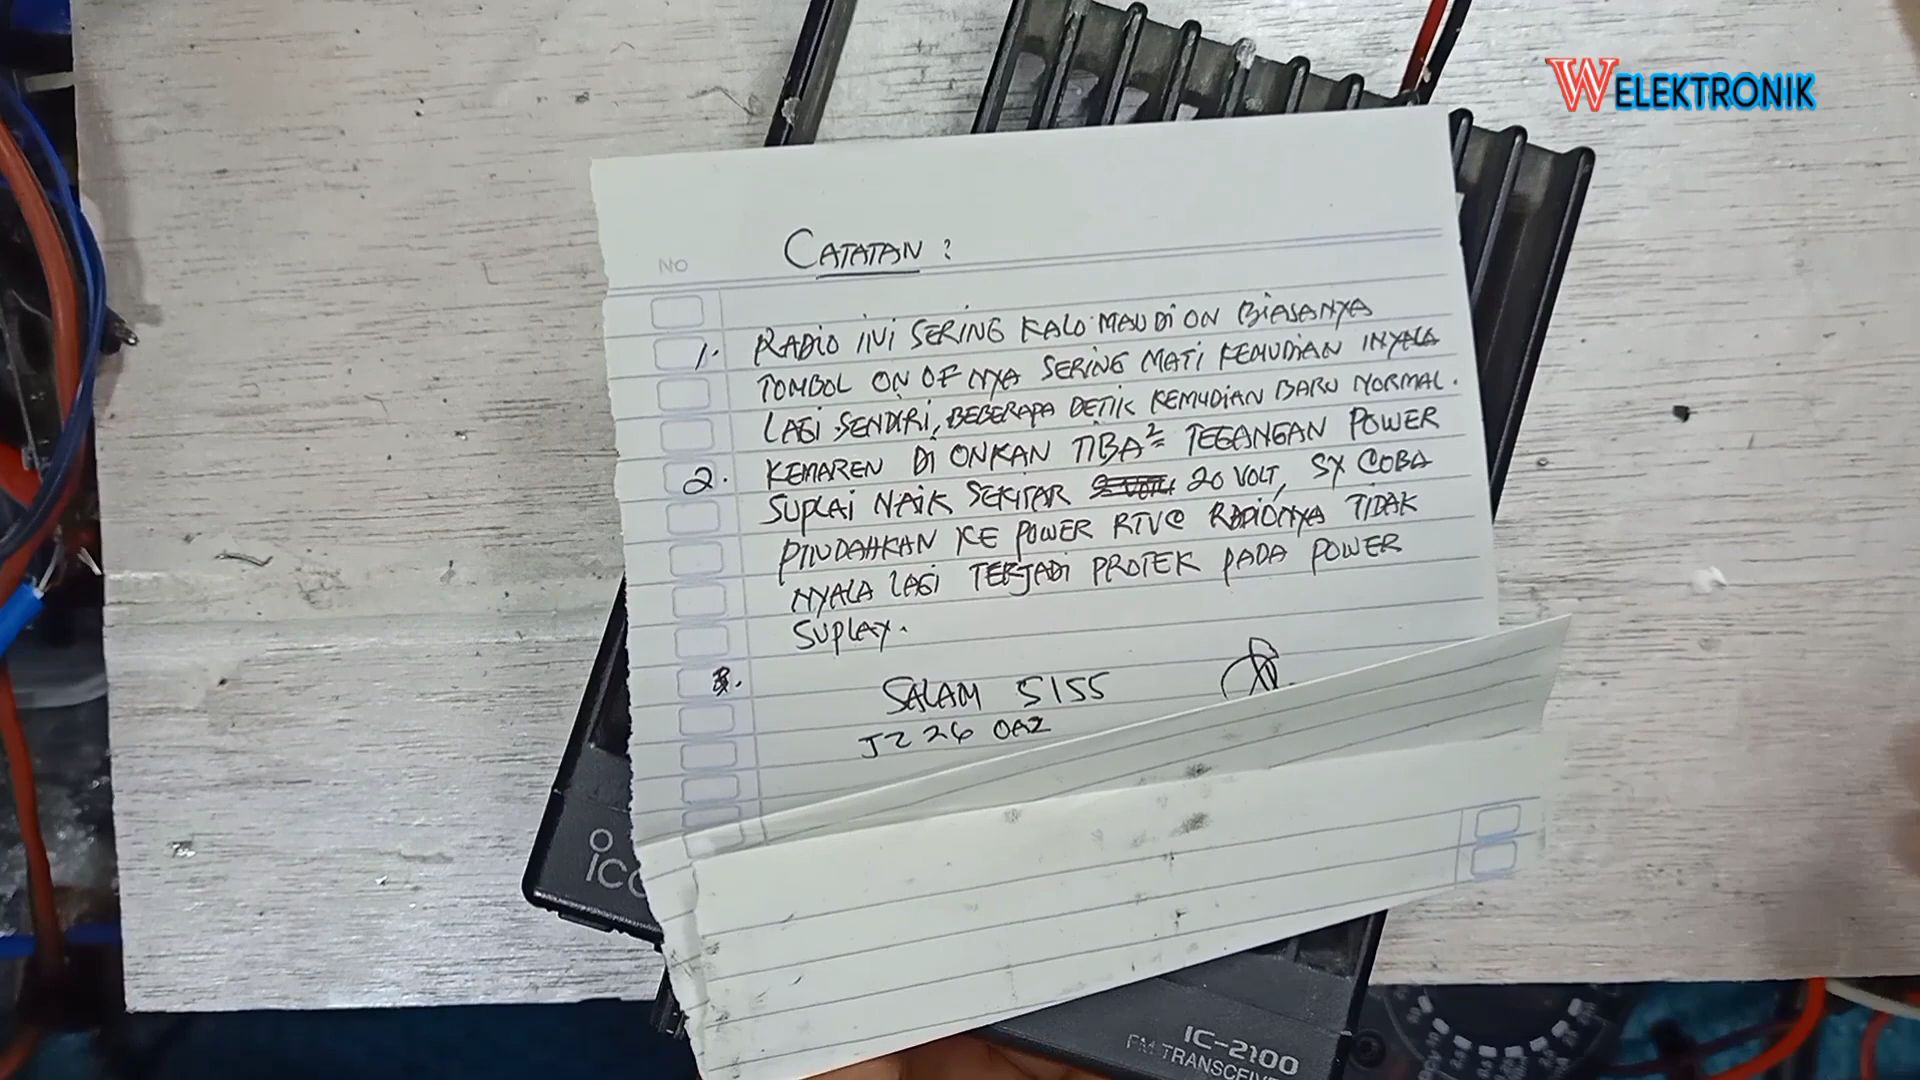 WELEKTRONIK
NO
CATATAN :
1. RADIO INI SERING KALO MAU DI ON BIASANYA
TOMBOL ON OF NYA SERING MATI KEMUDIAN
LAGI SENDIRI, BEBERAPA DETIK KEMUDIAN BARU NORMAL.
2. KEMAREN DI ONKAN TIBA2= TEGANGAN POWER
SUPLAI NAIK SEKITAR 20 VOLT, SY COBA
PINDAHKAN KE POWER RTVC RADIONYA TIDAK
NYALA LAGI TERJADI PROTEK PADA POWER
SUPLAY.
3.
SALAM 5155
JZ 26 OAZ
ICO
IC-2100
FM TRANSCEIV